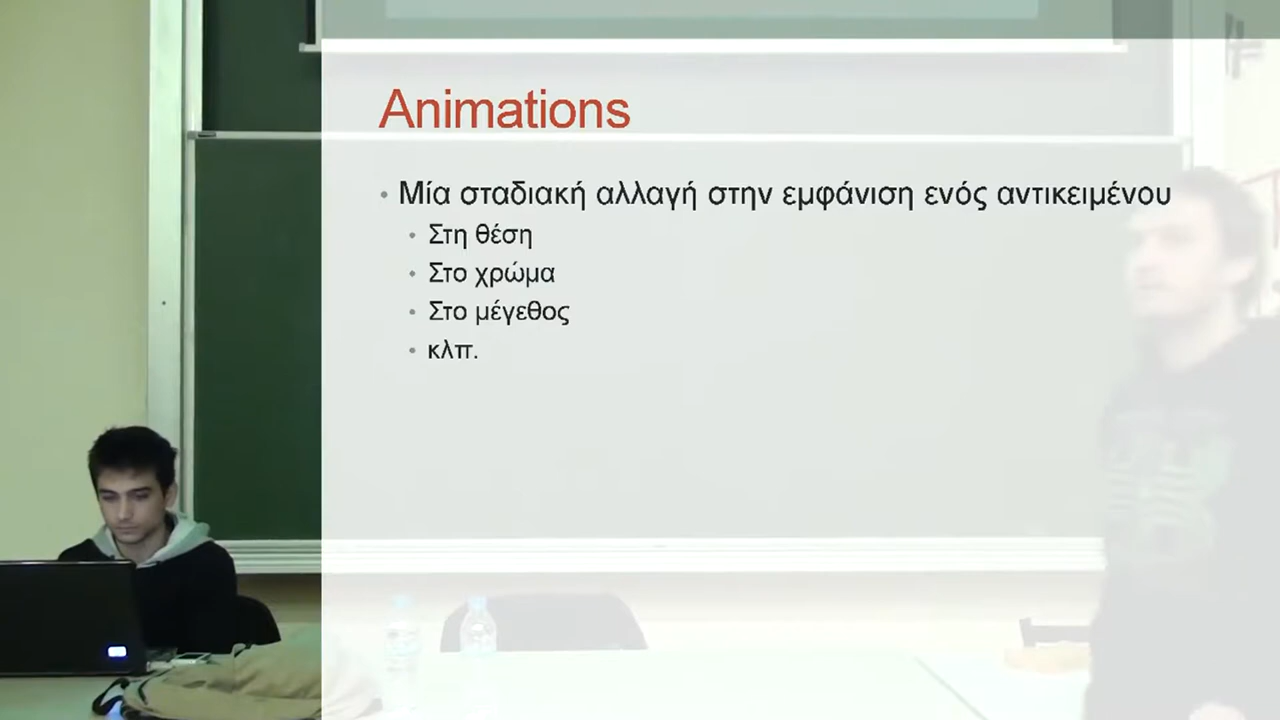 Animations
• Μία σταδιακή αλλαγή στην εμφάνιση ενός αντικειμένου
• Στη θέση
• Στο χρώμα
• Στο μέγεθος
• κλπ.